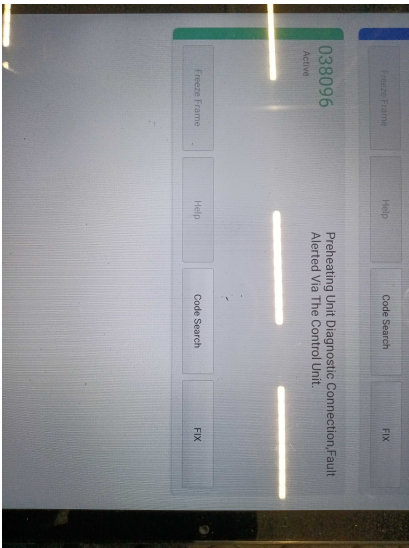 Freeze Frame
Help
Code Search
FIX
038096
Active
Preheating Unit Diagnostic Connection,Fault
Alerted Via The Control Unit.
Freeze Frame
Help
Code Search
FIX